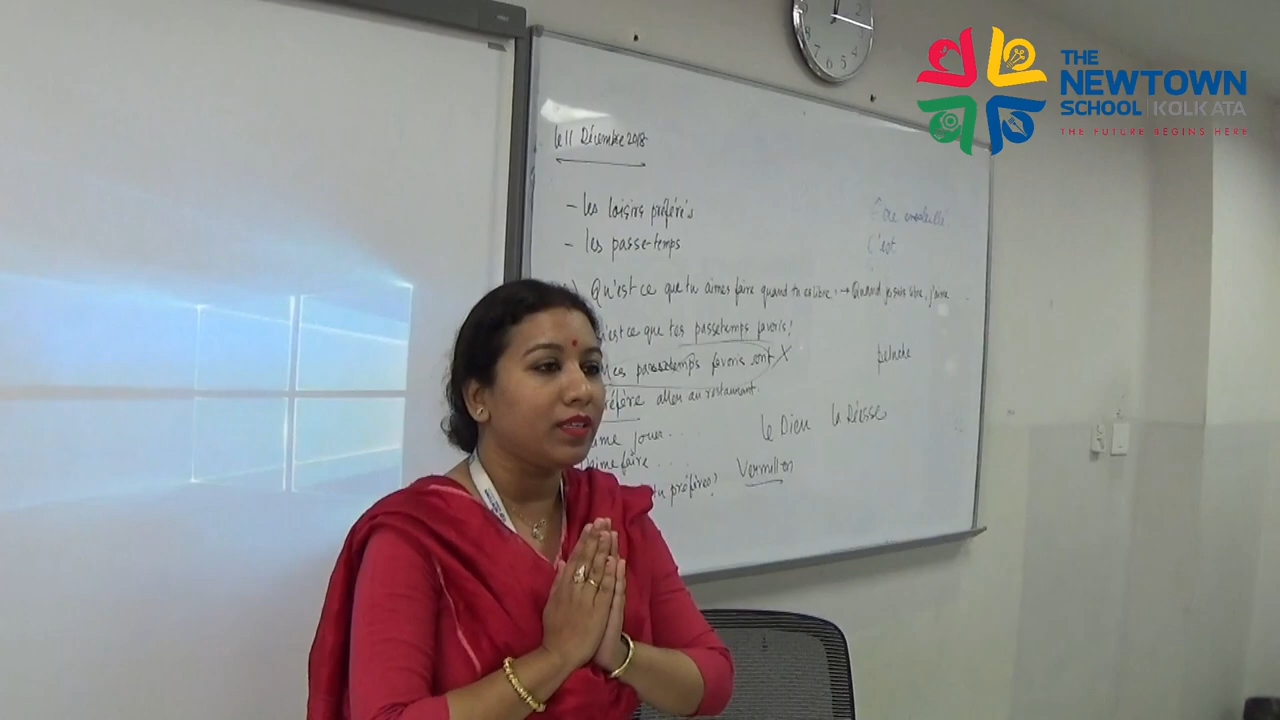 THE
NEWTOWN
SCHOOL | KOLKATA
THE FUTURE BEGINS HERE
le 11 Décembre 2018
- les loisirs préférés
- les passe-temps
Qu'est ce que tu aimes faire quand tu es libre. → Quand je suis libre, j'aime
est ce que tes passetemps favoris?
passetemps favoris sont X
préfère aller au restaurant.
aime jouer...
aime faire...
tu préfères?
C'est
peluche
le Dieu la Déesse
Vermillon